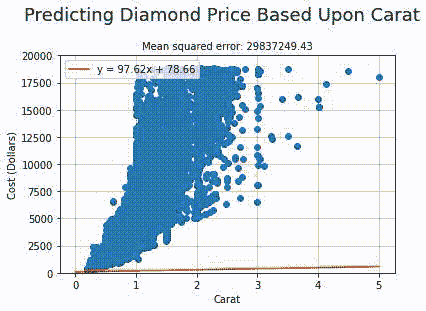 Predicting Diamond Price Based Upon Carat
Mean squared error: 29837249.43
y = 97.62x + 78.66
20000
17500
15000
12500
10000
7500
5000
2500
0
Cost (Dollars)
0 1 2 3 4 5
Carat